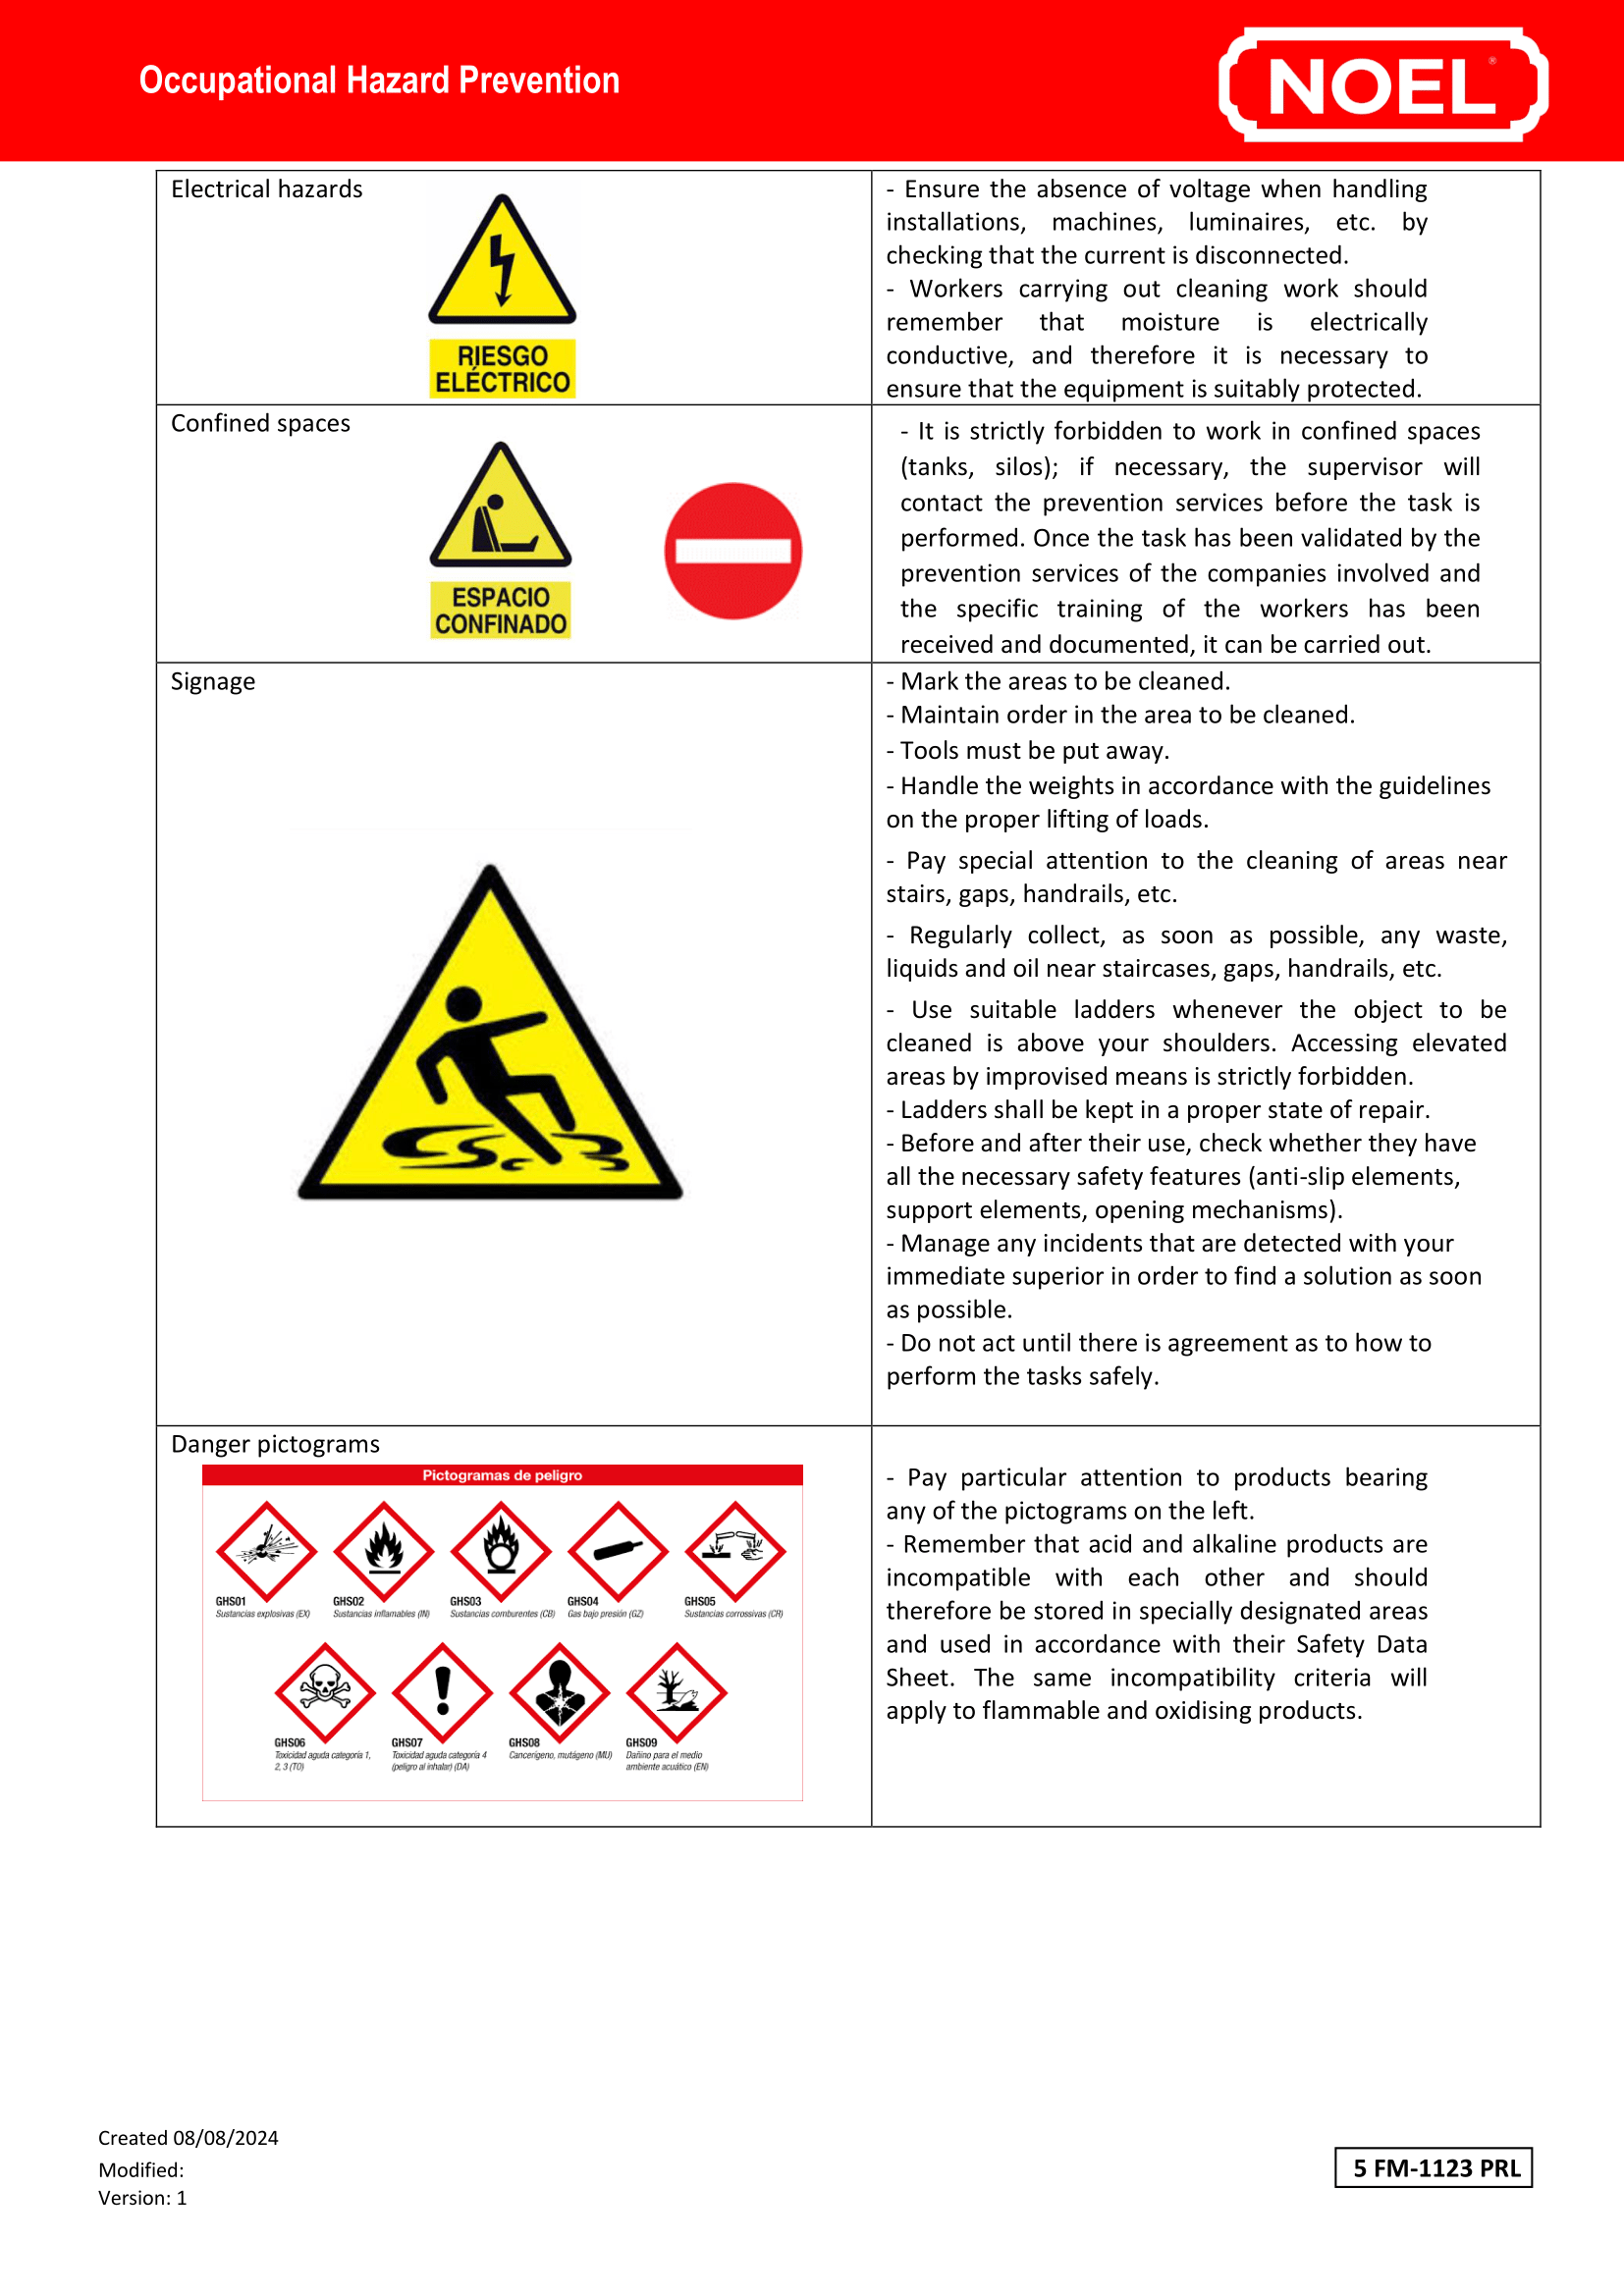 Occupational Hazard Prevention
NOEL
®
Electrical hazards
RIESGO
ELÉCTRICO
- Ensure the absence of voltage when handling
installations, machines, luminaires, etc. by
checking that the current is disconnected.
- Workers carrying out cleaning work should
remember that moisture is electrically
conductive, and therefore it is necessary to
ensure that the equipment is suitably protected.
Confined spaces
ESPACIO
CONFINADO
- It is strictly forbidden to work in confined spaces
(tanks, silos); if necessary, the supervisor will
contact the prevention services before the task is
performed. Once the task has been validated by the
prevention services of the companies involved and
the specific training of the workers has been
received and documented, it can be carried out.
Signage
- Mark the areas to be cleaned.
- Maintain order in the area to be cleaned.
- Tools must be put away.
- Handle the weights in accordance with the guidelines
on the proper lifting of loads.
- Pay special attention to the cleaning of areas near
stairs, gaps, handrails, etc.
- Regularly collect, as soon as possible, any waste,
liquids and oil near staircases, gaps, handrails, etc.
- Use suitable ladders whenever the object to be
cleaned is above your shoulders. Accessing elevated
areas by improvised means is strictly forbidden.
- Ladders shall be kept in a proper state of repair.
- Before and after their use, check whether they have
all the necessary safety features (anti-slip elements,
support elements, opening mechanisms).
- Manage any incidents that are detected with your
immediate superior in order to find a solution as soon
as possible.
- Do not act until there is agreement as to how to
perform the tasks safely.
Danger pictograms
Pictogramas de peligro
GHS01
Sustancias explosivas (EX)
GHS02
Sustancias inflamables (IN)
GHS03
Sustancias comburentes (CB)
GHS04
Gas bajo presión (GZ)
GHS05
Sustancias corrossivas (CR)
GHS06
Toxicidad aguda categoría 1,
2, 3 (TO)
GHS07
Toxicidad aguda categoría 4
(peligro al inhalar) (DA)
GHS08
Cancerígeno, mutágeno (MU)
GHS09
Dañino para el medio
ambiente acuático (EN)
- Pay particular attention to products bearing
any of the pictograms on the left.
- Remember that acid and alkaline products are
incompatible with each other and should
therefore be stored in specially designated areas
and used in accordance with their Safety Data
Sheet. The same incompatibility criteria will
apply to flammable and oxidising products.
Created 08/08/2024
Modified:
Version: 1
5 FM-1123 PRL